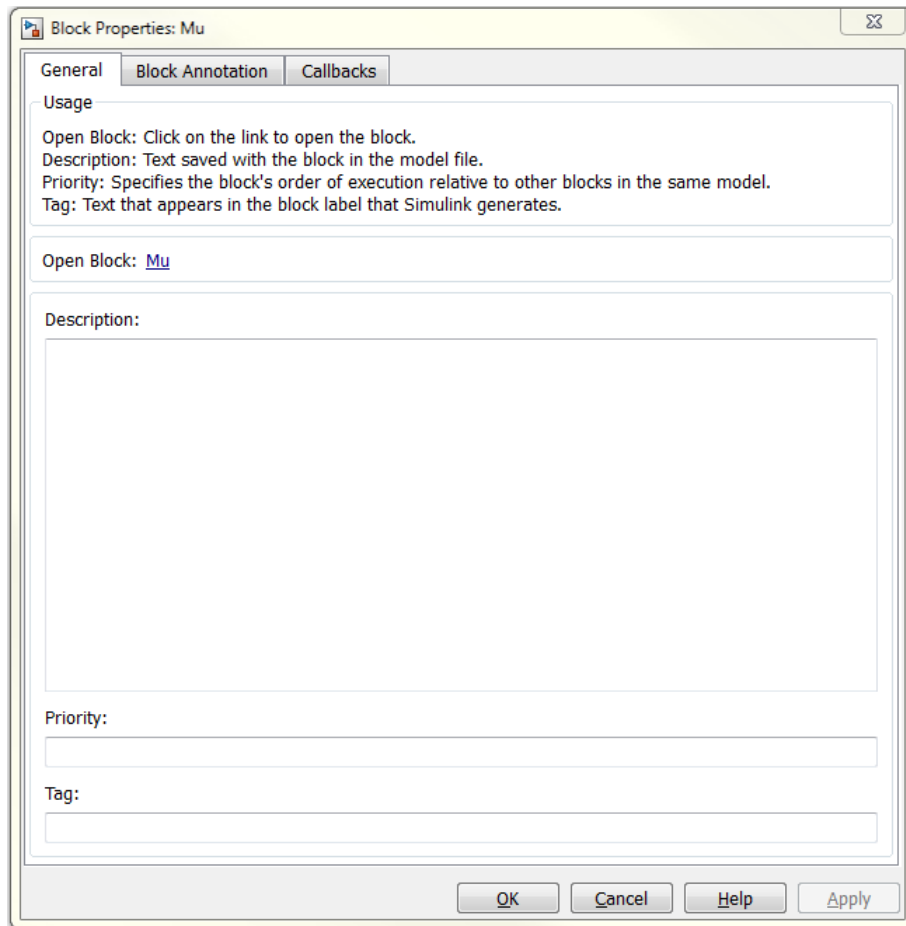 Block Properties: Mu
General Block Annotation Callbacks
Usage
Open Block: Click on the link to open the block.
Description: Text saved with the block in the model file.
Priority: Specifies the block's order of execution relative to other blocks in the same model.
Tag: Text that appears in the block label that Simulink generates.
Open Block: Mu
Description:
Priority:
Tag:
OK Cancel Help Apply